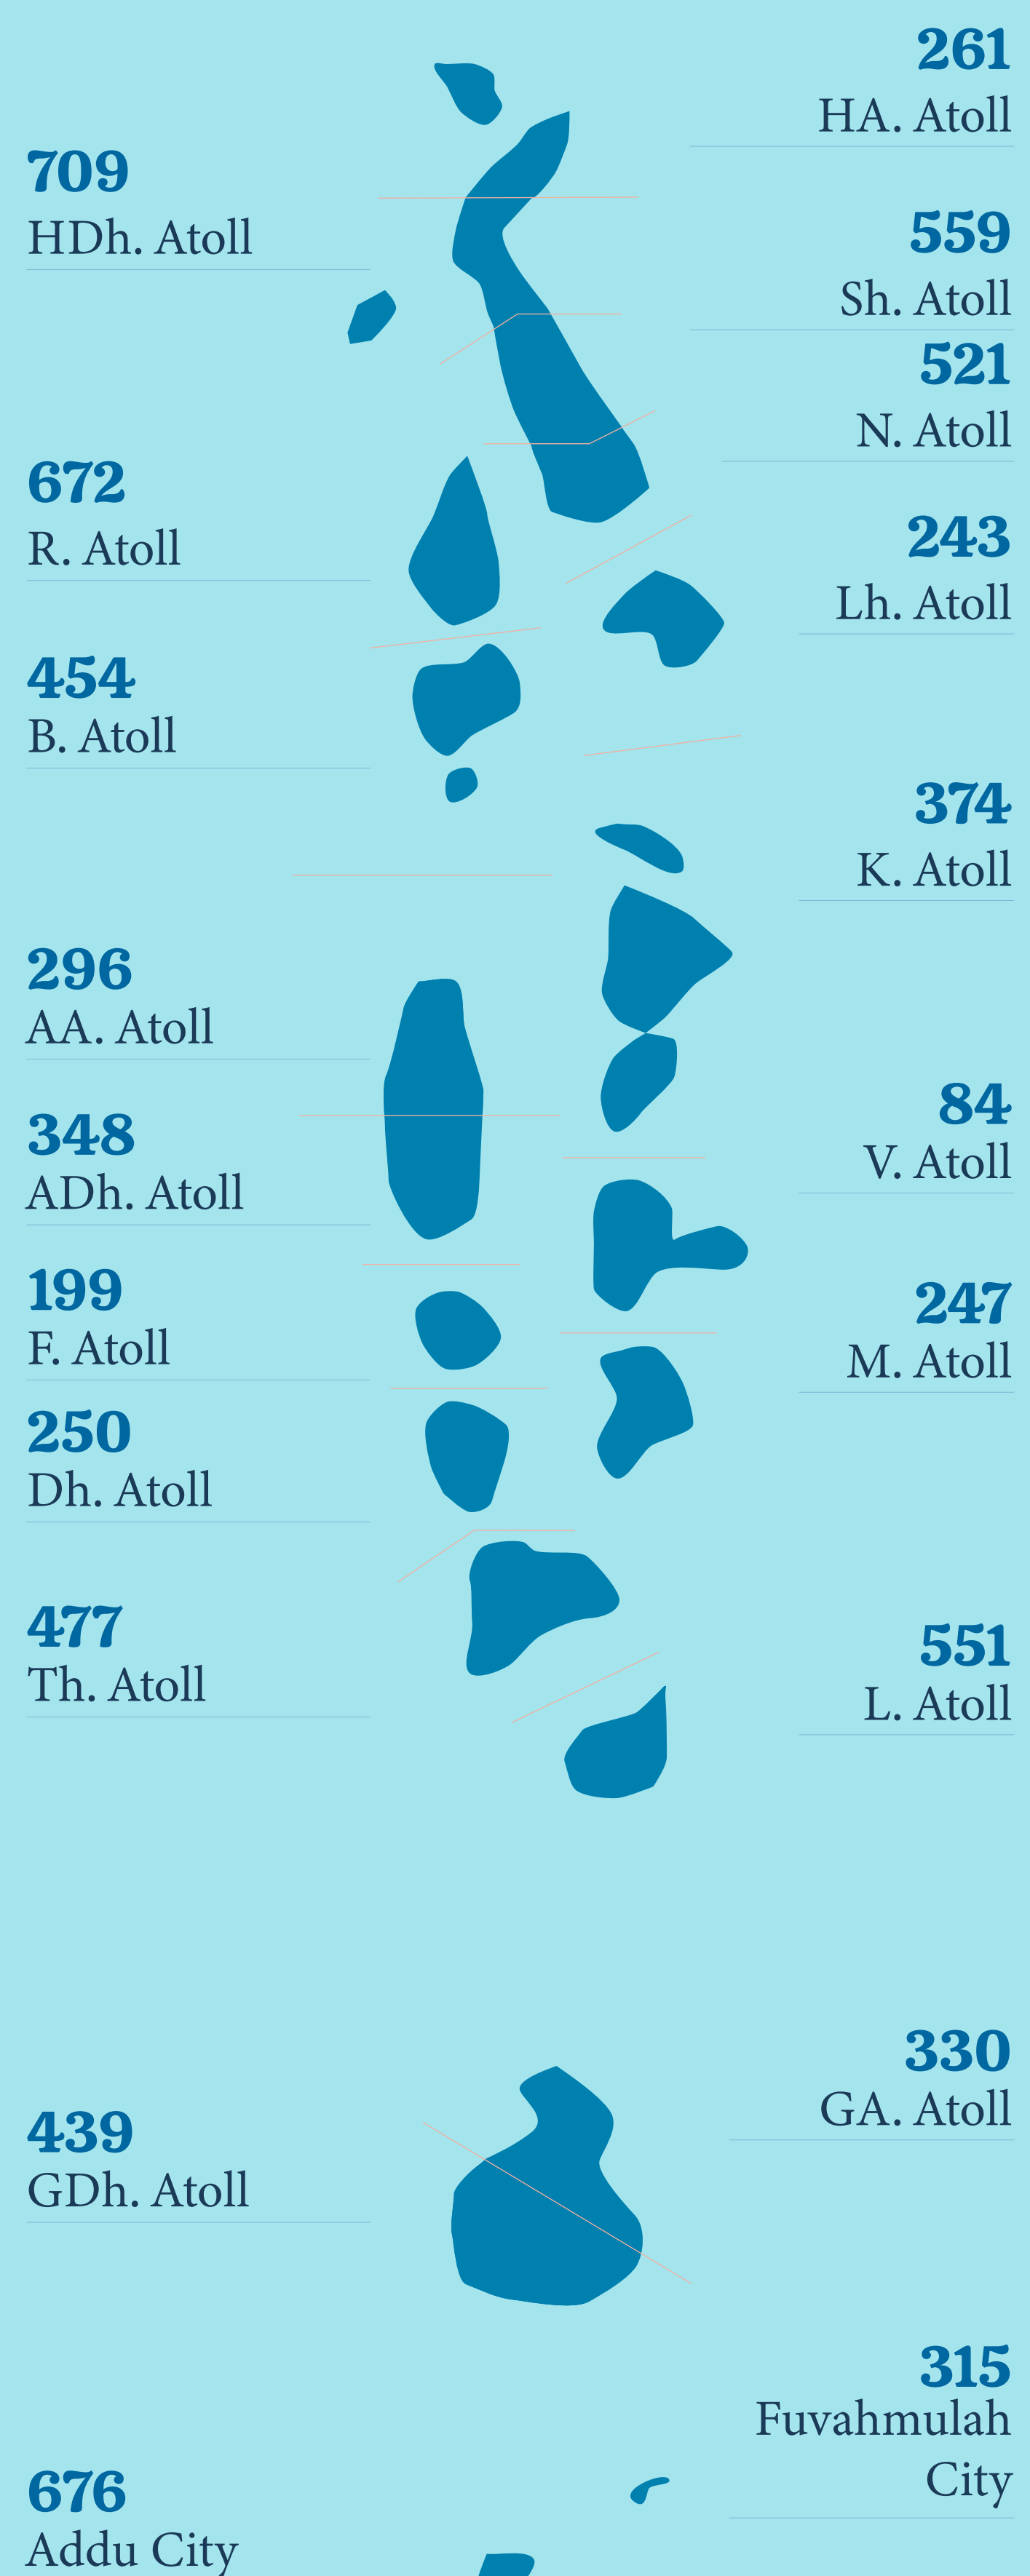 261
HA. Atoll
709
HDh. Atoll
559
Sh. Atoll
521
N. Atoll
672
R. Atoll
243
Lh. Atoll
454
B. Atoll
374
K. Atoll
296
AA. Atoll
84
V. Atoll
348
ADh. Atoll
199
F. Atoll
247
M. Atoll
250
Dh. Atoll
477
Th. Atoll
551
L. Atoll
330
GA. Atoll
439
GDh. Atoll
315
Fuvahmulah
City
676
Addu City